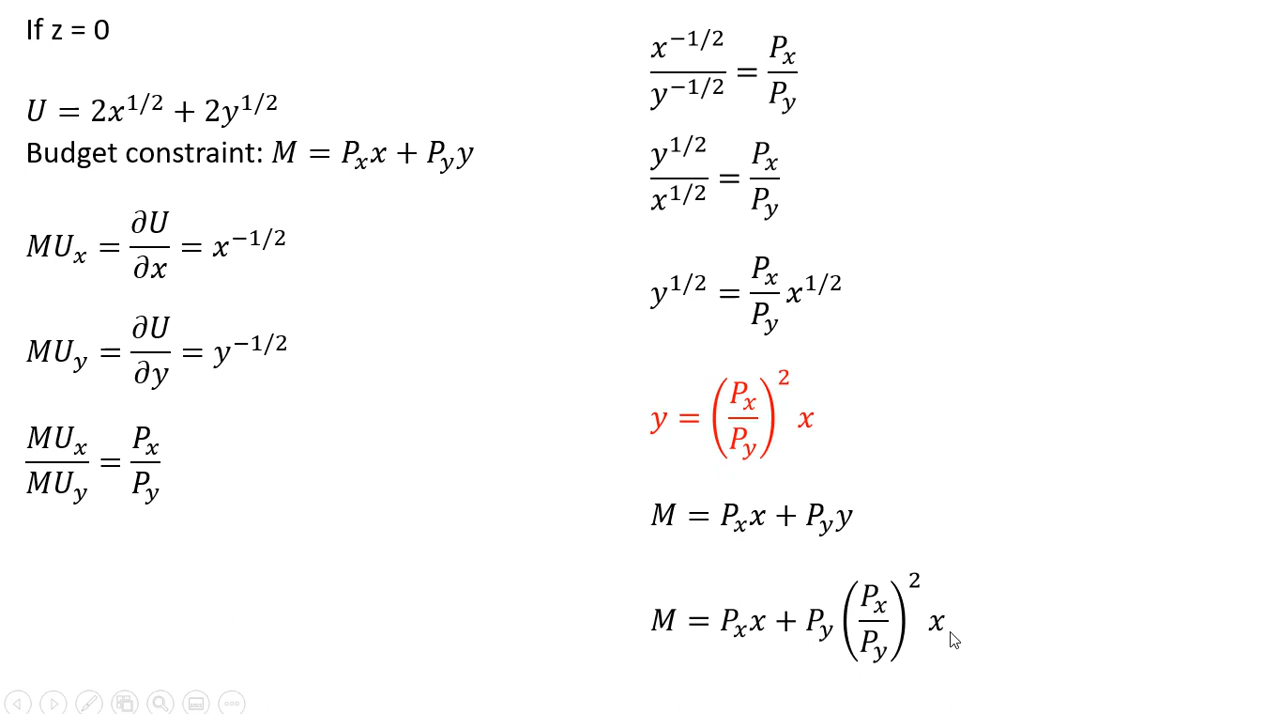 If z = 0
U = 2x^{1/2} + 2y^{1/2}
Budget constraint: M = P_x x + P_y y
MU_x = ∂U/∂x = x^{-1/2}
MU_y = ∂U/∂y = y^{-1/2}
MU_x/MU_y = P_x/P_y
x^{-1/2}/y^{-1/2} = P_x/P_y
y^{1/2}/x^{1/2} = P_x/P_y
y^{1/2} = P_x/P_y x^{1/2}
y = (P_x/P_y)^2 x
M = P_x x + P_y y
M = P_x x + P_y (P_x/P_y)^2 x